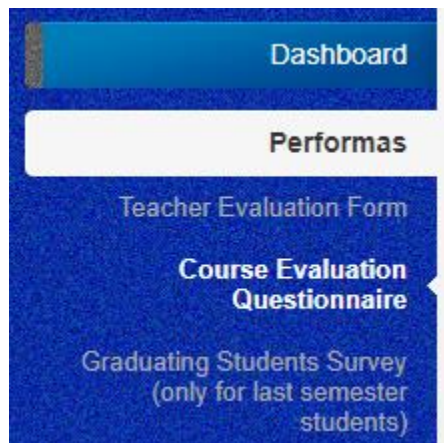 Dashboard
Performas
Teacher Evaluation Form
Course Evaluation
Questionnaire
Graduating Students Survey
(only for last semester
students)